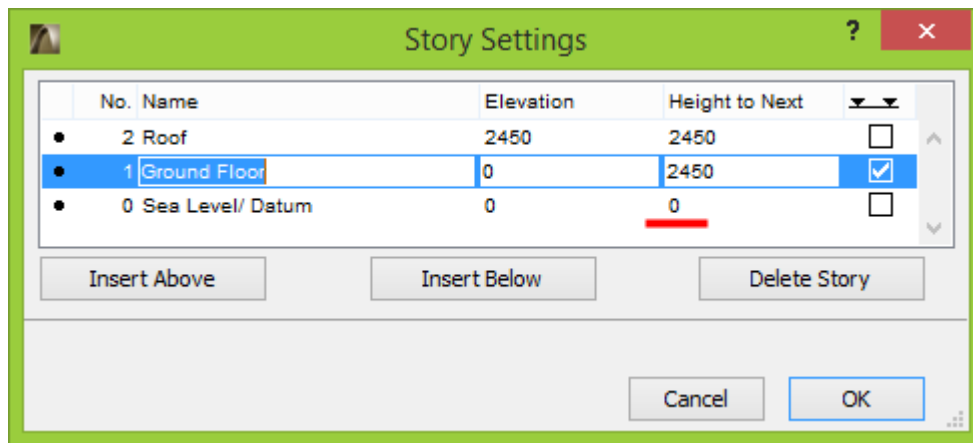 Story Settings ?
No. Name Elevation Height to Next
2 Roof 2450 2450
1 Ground Floor 0 2450
0 Sea Level/ Datum 0 0
Insert Above Insert Below Delete Story
Cancel OK